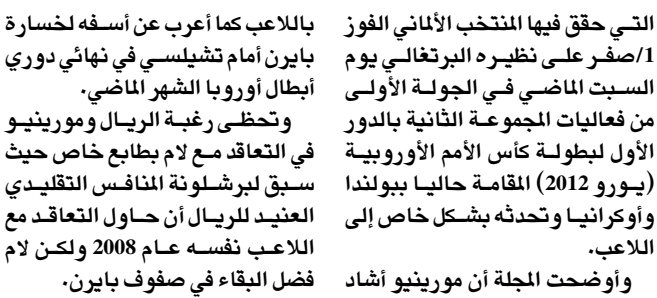 التي حقق فيها المنتخب الألماني الفوز
1/صفر على نظيره البرتغالي يوم
السبت الماضي في الجولة الأولى
من فعاليات المجموعة الثانية بالدور
الأول لبطولة كأس الأمم الأوروبية
(يورو 2012) المقامة حاليا ببولندا
وأوكرانيا وتحدثه بشكل خاص إلى
اللاعب.
وأوضحت المجلة أن مورينيو أشاد
باللاعب كما أعرب عن أسفه لخسارة
بايرن أمام تشيلسي في نهائي دوري
أبطال أوروبا الشهر الماضي.
وتحظى رغبة الريال ومورينيو
في التعاقد مع لام بطابع خاص حيث
سبق لبرشلونة المنافس التقليدي
العنيد للريال أن حاول التعاقد مع
اللاعب نفسه عام 2008 ولكن لام
فضل البقاء في صفوف بايرن.